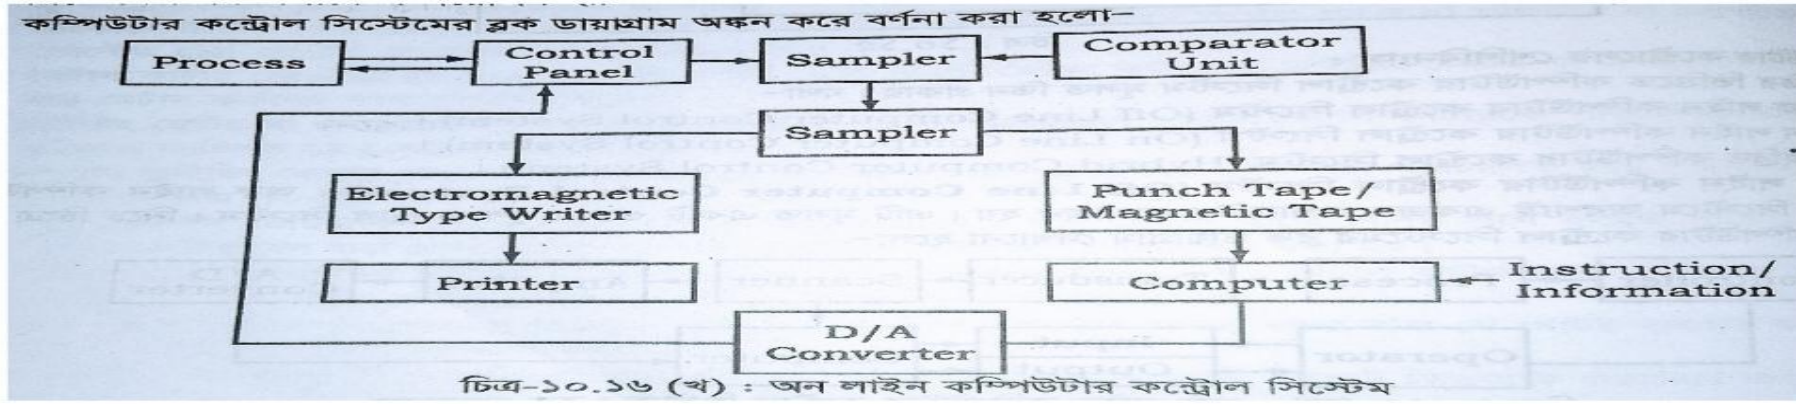 কম্পিউটার কন্ট্রোল সিস্টেমের ব্লক ডায়াগ্রাম অঙ্কন করে বর্ণনা করা হলো–
Process
Control
Panel
Sampler
Comparator
Unit
Sampler
Electromagnetic
Type Writer
Punch Tape/
Magnetic Tape
Printer
Computer
Instruction/
Information
D/A
Converter
চিত্র-১০.১৬ (খ) : অন লাইন কম্পিউটার কন্ট্রোল সিস্টেম